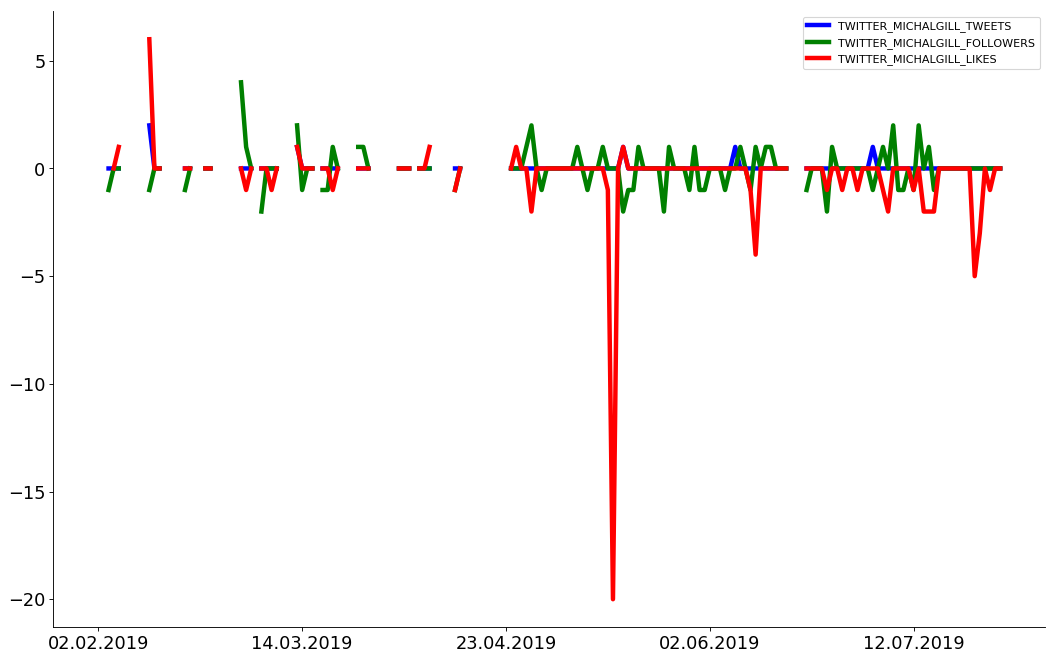 TWITTER_MICHALGILL_TWEETS
TWITTER_MICHALGILL_FOLLOWERS
TWITTER_MICHALGILL_LIKES
5
0
−5
−10
−15
−20
02.02.2019 14.03.2019 23.04.2019 02.06.2019 12.07.2019